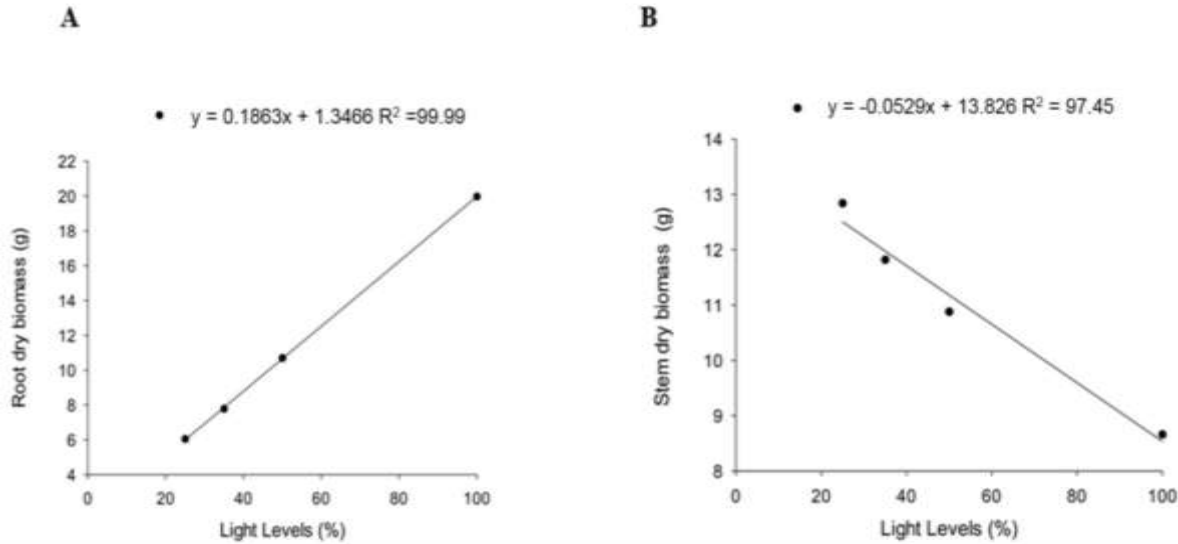 A
y = 0.1863x + 1.3466 R² =99.99
22
20
18
16
14
12
10
8
6
4
0 20 40 60 80 100
Root dry biomass (g)
Light Levels (%)
B
y = -0.0529x + 13.826 R² = 97.45
14
13
12
11
10
9
8
0 20 40 60 80 100
Stem dry biomass (g)
Light Levels (%)